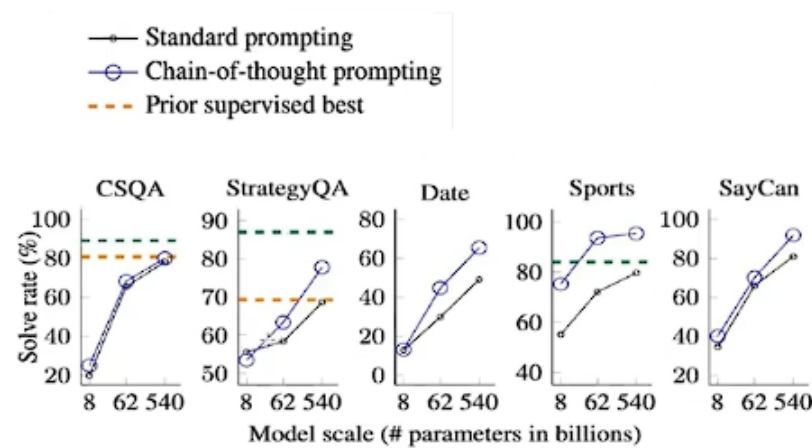 Standard prompting
Chain-of-thought prompting
Prior supervised best
CSQA StrategyQA Date Sports SayCan
Solve rate (%)
100 80 60 40 20
90 80 70 60 50
80 60 40 20 0
100 80 60 40
100 80 60 40 20
8 62 540 8 62 540 8 62 540 8 62 540 8 62 540
Model scale (# parameters in billions)